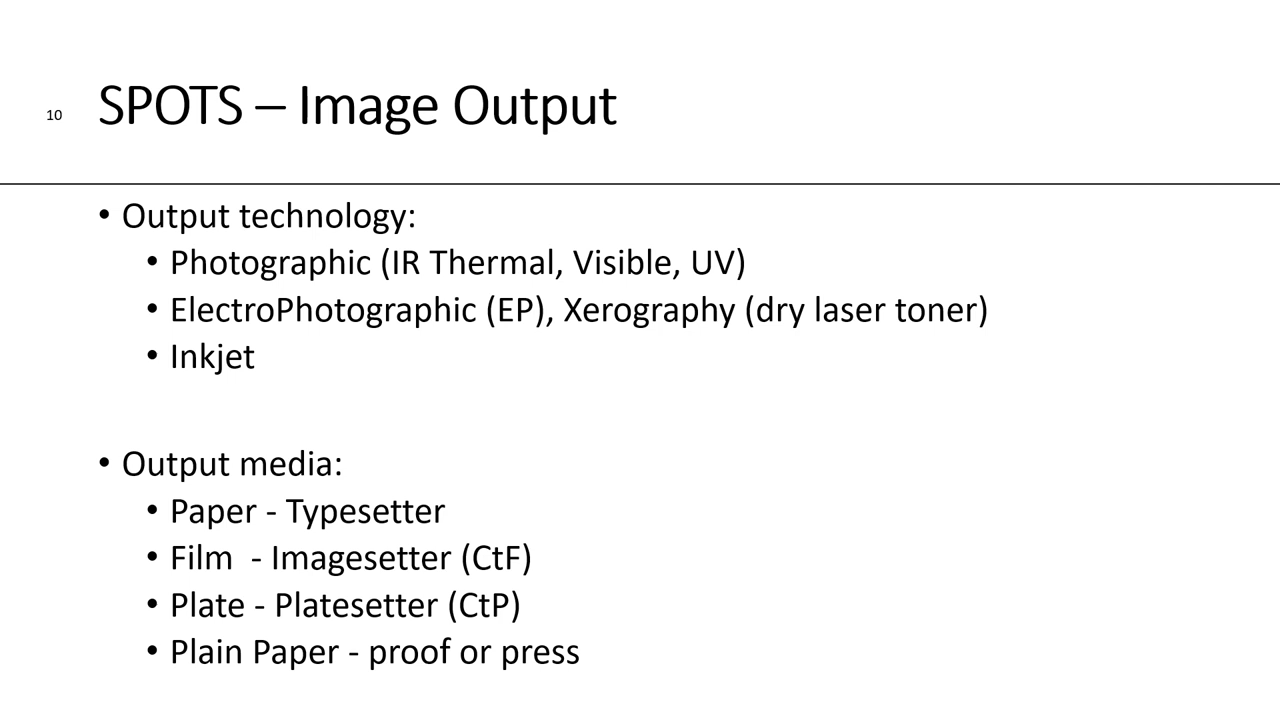 10
SPOTS – Image Output
• Output technology:
• Photographic (IR Thermal, Visible, UV)
• ElectroPhotographic (EP), Xerography (dry laser toner)
• Inkjet
• Output media:
• Paper - Typesetter
• Film  - Imagesetter (CtF)
• Plate - Platesetter (CtP)
• Plain Paper - proof or press